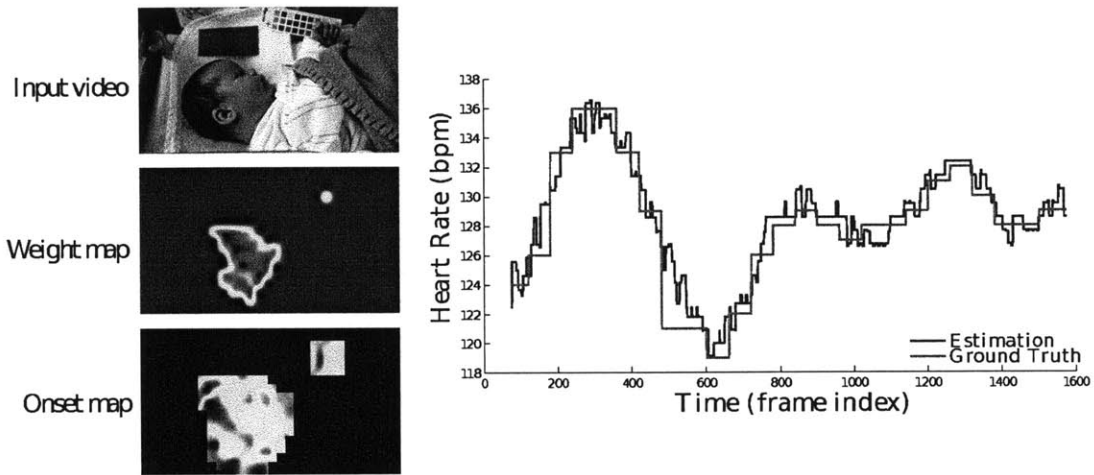 Input video
Weight map
Onset map
Heart Rate (bpm)
138
136
134
132
130
128
126
124
122
120
118
0
200
400
600
800
1000
1200
1400
1600
Time (frame index)
Estimation
Ground Truth